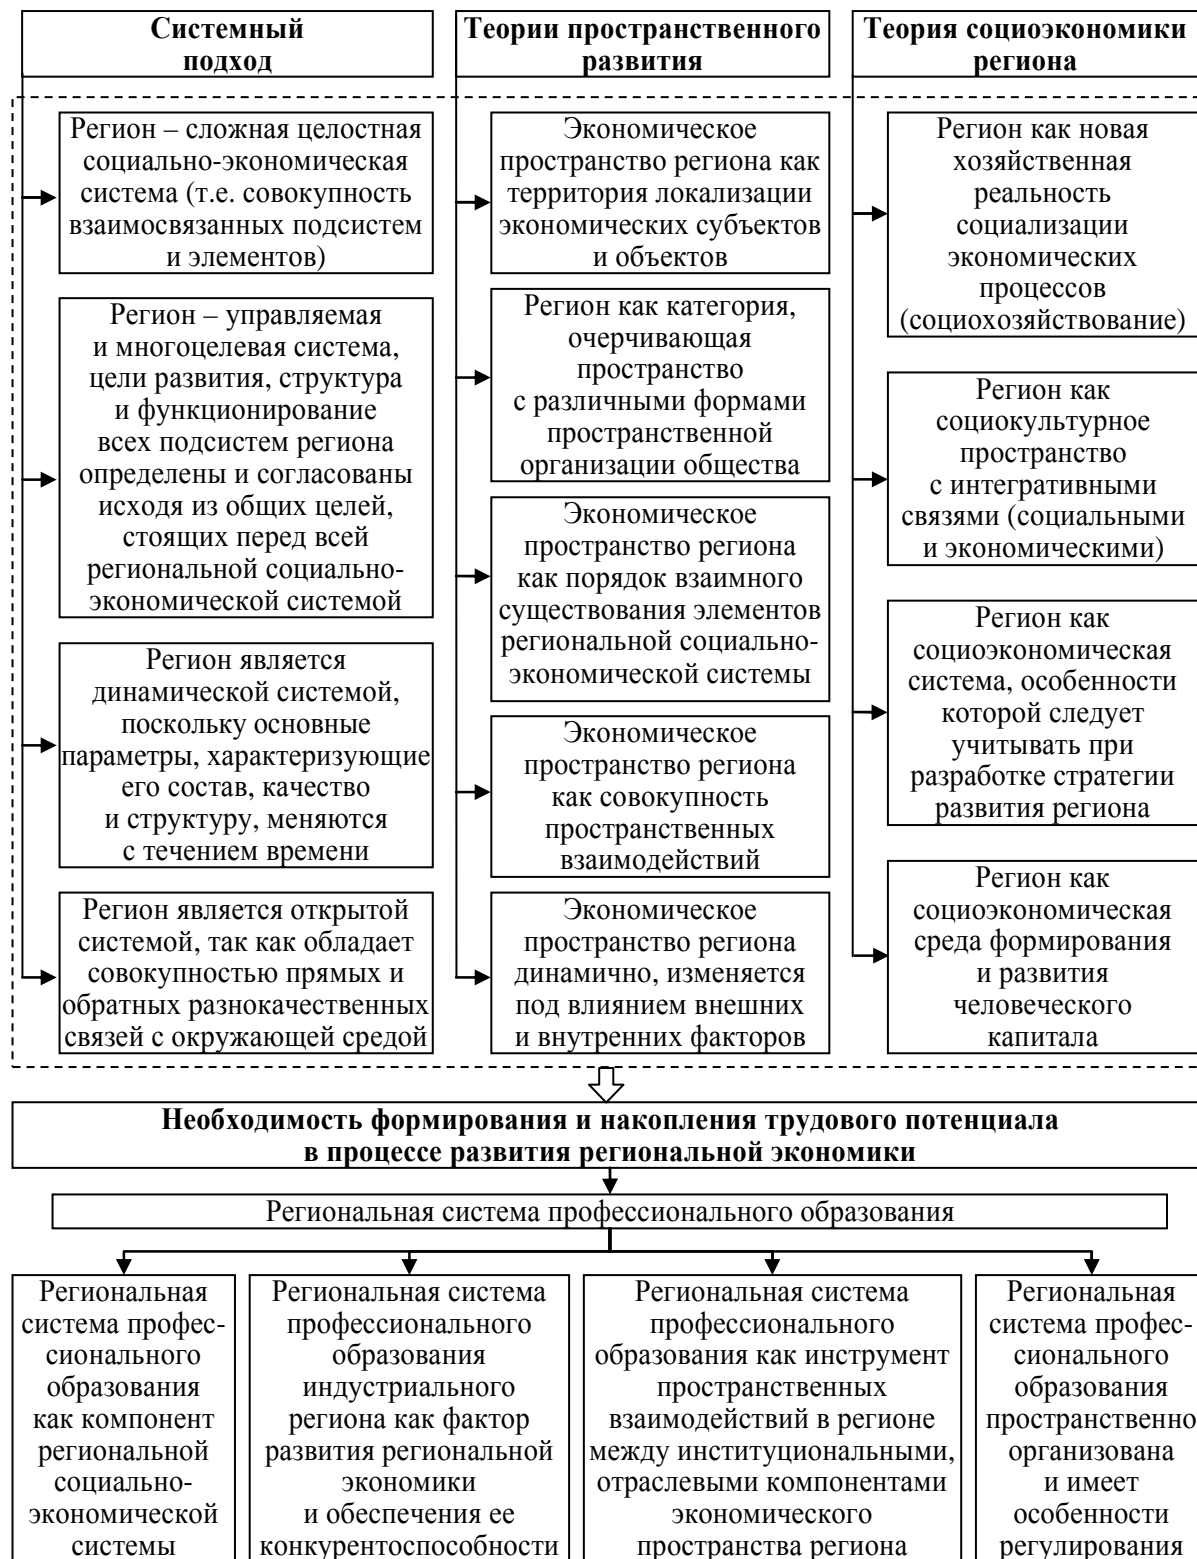 Системный
подход
Регион – сложная целостная
социально-экономическая
система (т.е. совокупность
взаимосвязанных подсистем
и элементов)
Регион – управляемая
и многоцелевая система,
цели развития, структура
и функционирование
всех подсистем региона
определены и согласованы
исходя из общих целей,
стоящих перед всей
региональной социально-
экономической системой
Регион является
динамической системой,
поскольку основные
параметры, характеризующие
его состав, качество
и структуру, меняются
с течением времени
Регион является открытой
системой, так как обладает
совокупностью прямых и
обратных разнокачественных
связей с окружающей средой
Теории пространственного
развития
Экономическое
пространство региона как
территория локализации
экономических субъектов
и объектов
Регион как категория,
очерчивающая
пространство
с различными формами
пространственной
организации общества
Экономическое
пространство региона
как порядок взаимного
существования элементов
региональной социально-
экономической системы
Экономическое
пространство региона
как совокупность
пространственных
взаимодействий
Экономическое
пространство региона
динамично, изменяется
под влиянием внешних
и внутренних факторов
Теория социоэкономики
региона
Регион как новая
хозяйственная
реальность
социализации
экономических
процессов
(социохозяйствование)
Регион как
социокультурное
пространство
с интегративными
связями (социальными
и экономическими)
Регион как
социоэкономическая
система, особенности
которой следует
учитывать при
разработке стратегии
развития региона
Регион как
социоэкономическая
среда формирования
и развития
человеческого
капитала
Необходимость формирования и накопления трудового потенциала
в процессе развития региональной экономики
Региональная система профессионального образования
Региональная
система профес-
сионального
образования
как компонент
региональной
социально-
экономической
системы
Региональная система
профессионального
образования
индустриального
региона как фактор
развития региональной
экономики
и обеспечения ее
конкурентоспособности
Региональная система
профессионального
образования как инструмент
пространственных
взаимодействий в регионе
между институциональными,
отраслевыми компонентами
экономического
пространства региона
Региональная
система профес-
сионального
образования
пространственно
организована
и имеет
особенности
регулирования